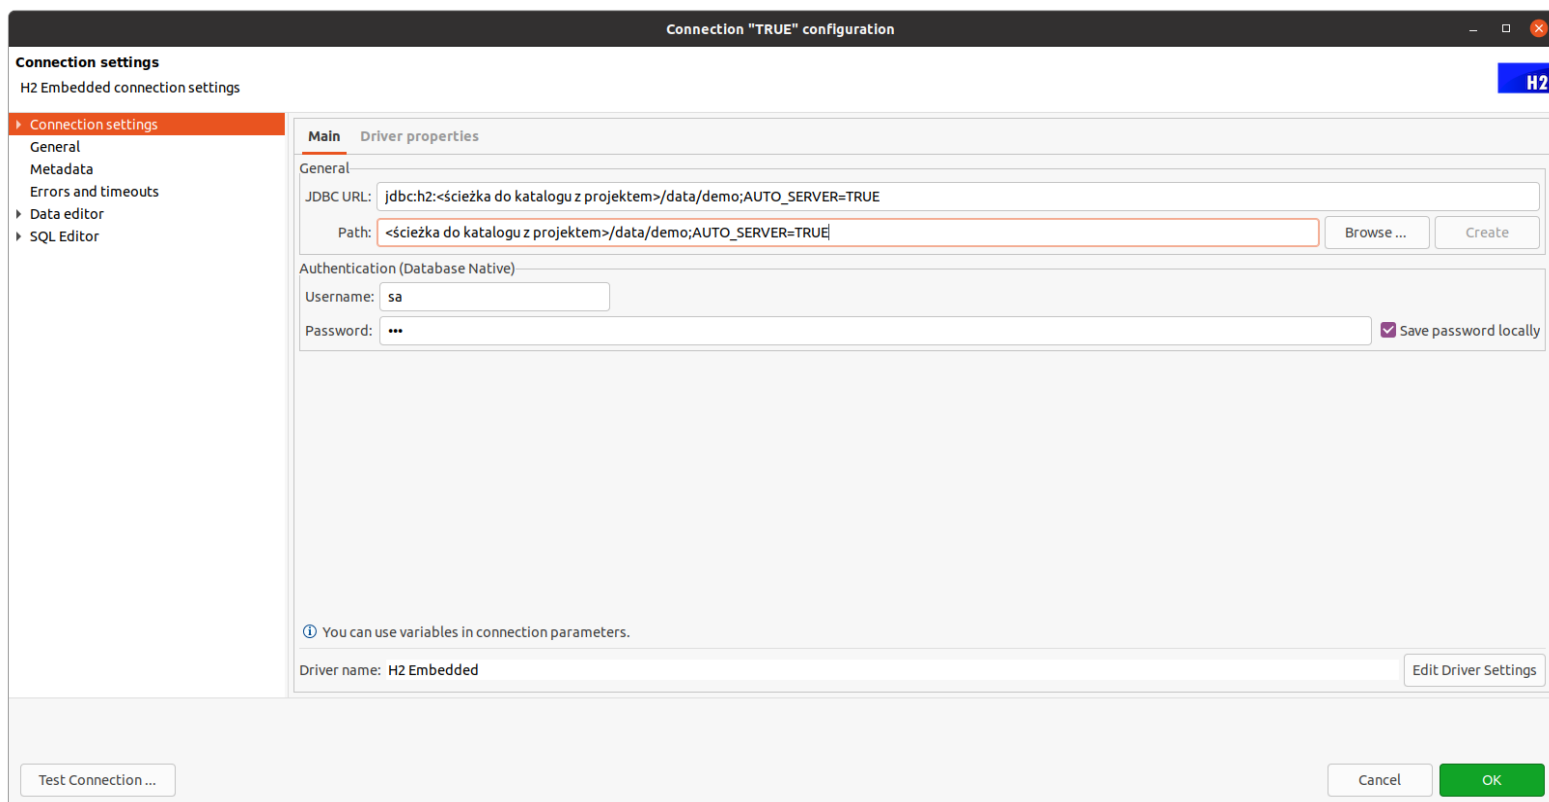 Connection "TRUE" configuration
Connection settings
H2 Embedded connection settings
H2
Connection settings
General
Metadata
Errors and timeouts
Data editor
SQL Editor
Main Driver properties
General
JDBC URL: jdbc:h2:<ścieżka do katalogu z projektem>/data/demo;AUTO_SERVER=TRUE
Path: <ścieżka do katalogu z projektem>/data/demo;AUTO_SERVER=TRUE Browse ... Create
Authentication (Database Native)
Username: sa
Password: ••• Save password locally
You can use variables in connection parameters.
Driver name: H2 Embedded Edit Driver Settings
Test Connection ... Cancel OK